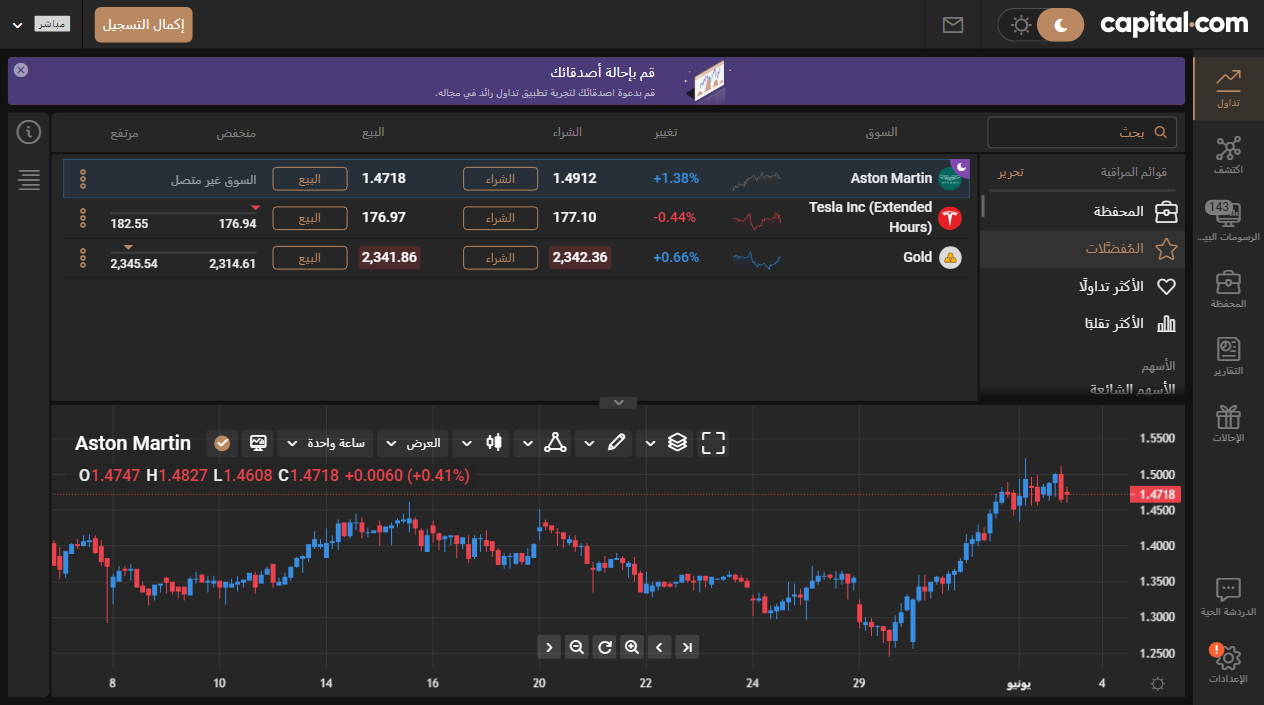 capital.com
إكمال التسجيل
مباشر
قم بإحالة أصدقائك
قم بدعوة اصدقائك لتجربة تطبيق تداول رائد في مجاله.
تداول
اكتشف
143
الرسومات البيـ...
المحفظة
التقارير
الإحالات
الدردشة الحية
!
الإعدادات
بحث
قوائم المراقبة
تحرير
المحفظة
المُفضَّلات
الأكثر تداولًا
الأكثر تقلبًا
الأسهم
الأسهم الشائعة
السوق
تغيير
الشراء
البيع
منخفض
مرتفع
Aston Martin
+1.38%
1.4912
الشراء
1.4718
البيع
السوق غير متصل
Tesla Inc (Extended
Hours)
-0.44%
177.10
الشراء
176.97
البيع
176.94
182.55
Gold
+0.66%
2,342.36
الشراء
2,341.86
البيع
2,314.61
2,345.54
Aston Martin
ساعة واحدة
العرض
O1.4747 H1.4827 L1.4608 C1.4718 +0.0060 (+0.41%)
1.5500
1.5000
1.4718
1.4500
1.4000
1.3500
1.3000
1.2500
8
10
14
16
20
22
24
29
يونيو
4